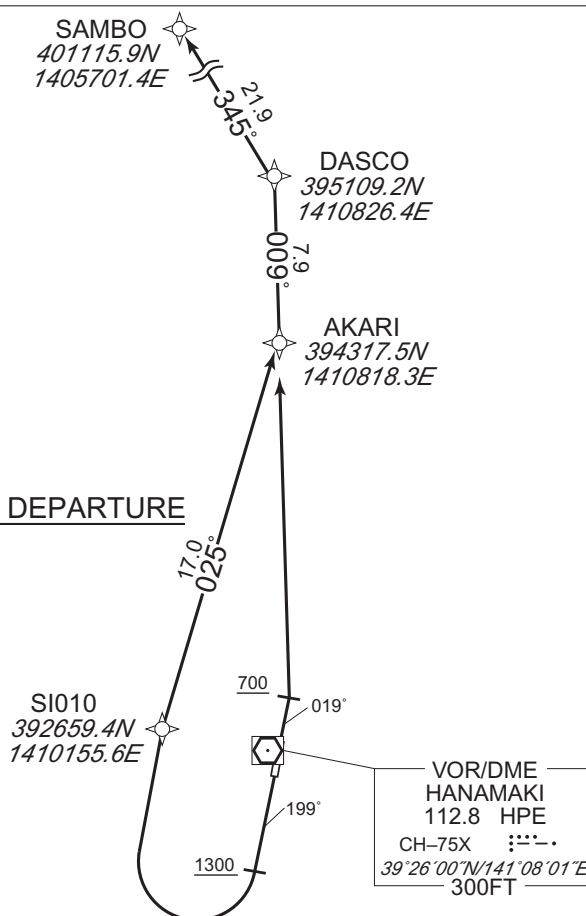 SAMBO
401115.9N
1405701.4E
21.9
345°
DASCO
395109.2N
1410826.4E
7.9
009°
AKARI
394317.5N
1410818.3E
DEPARTURE
17.0
025°
700
019°
SI010
392659.4N
1410155.6E
199°
1300
VOR/DME
HANAMAKI
112.8 HPE
CH–75X
39°26′00″N/141°08′01″E
300FT